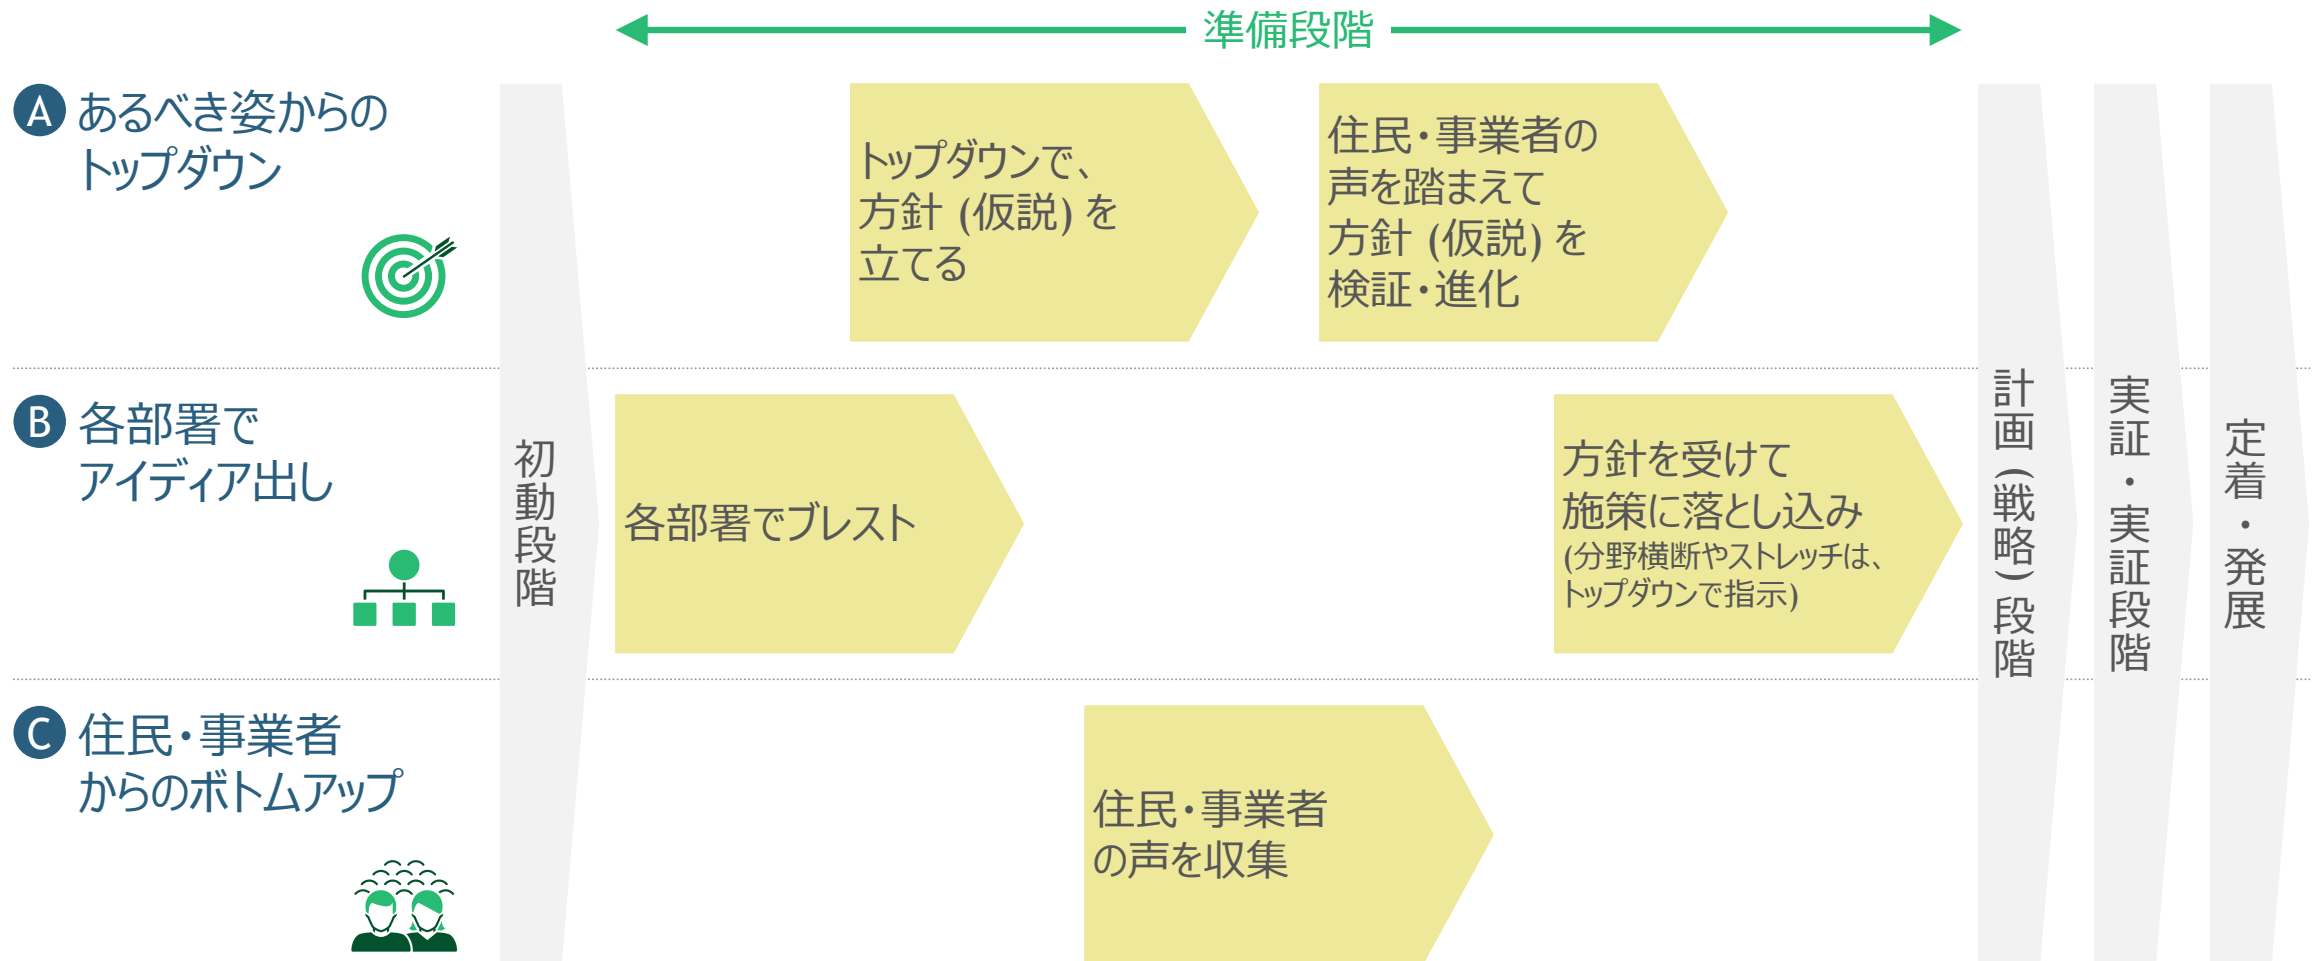 準備段階
A あるべき姿からの
トップダウン
トップダウンで、
方針 (仮説) を
立てる
住民・事業者の
声を踏まえて
方針 (仮説) を
検証・進化
B 各部署で
アイディア出し
初動段階
各部署でブレスト
方針を受けて
施策に落とし込み
(分野横断やストレッチは、
トップダウンで指示)
計画 (戦略) 段階
実証・実証段階
定着・発展
C 住民・事業者
からのボトムアップ
住民・事業者
の声を収集